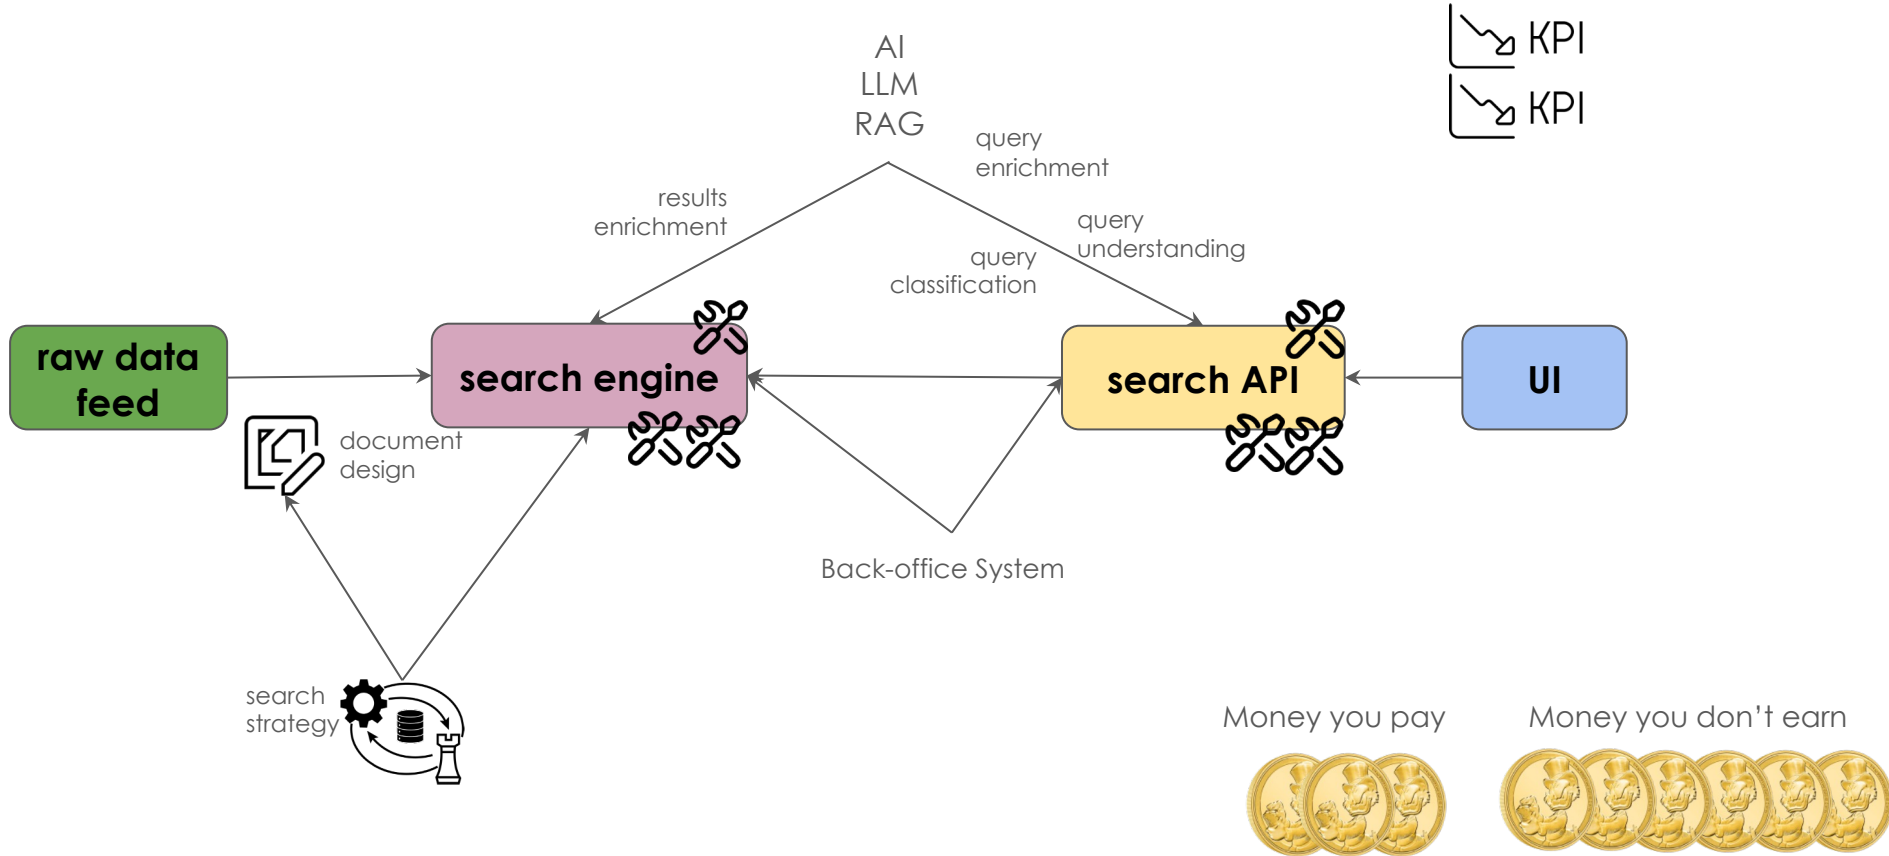 AI
LLM
RAG
KPI
KPI
query
enrichment
results
enrichment
query
understanding
query
classification
raw data
feed
search engine
search API
UI
document
design
Back-office System
search
strategy
Money you pay
Money you don't earn